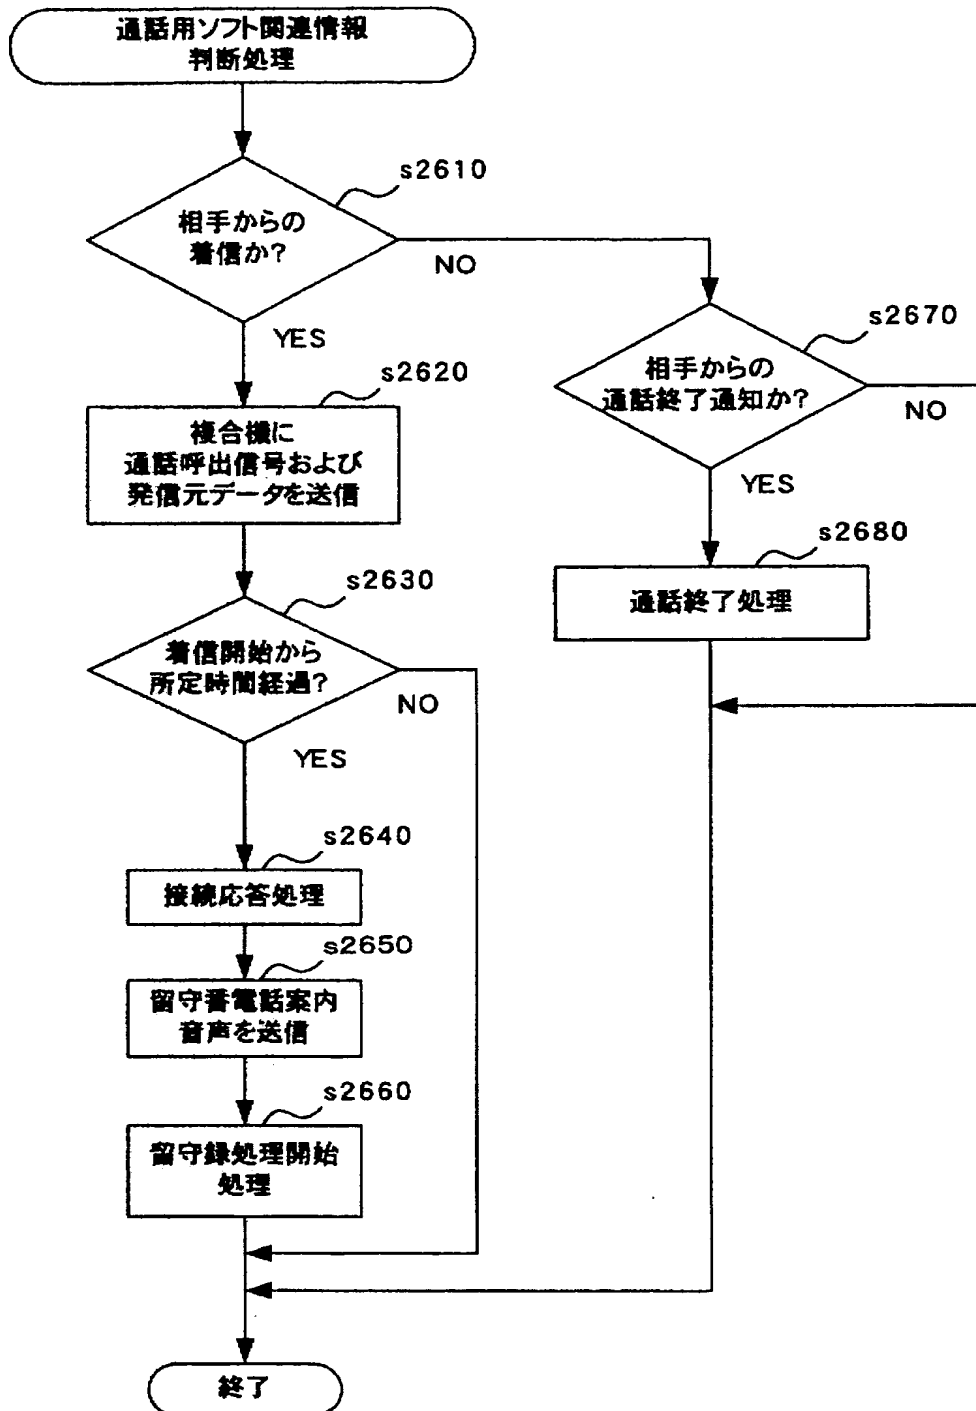 通話用ソフト関連情報
判断処理
s2610
相手からの
着信か?
NO
YES
s2670
相手からの
通話終了通知か?
NO
YES
s2620
複合機に
通話呼出信号および
発信元データを送信
s2680
通話終了処理
s2630
着信開始から
所定時間経過?
NO
YES
s2640
接続応答処理
s2650
留守番電話案内
音声を送信
s2660
留守録処理開始
処理
終了